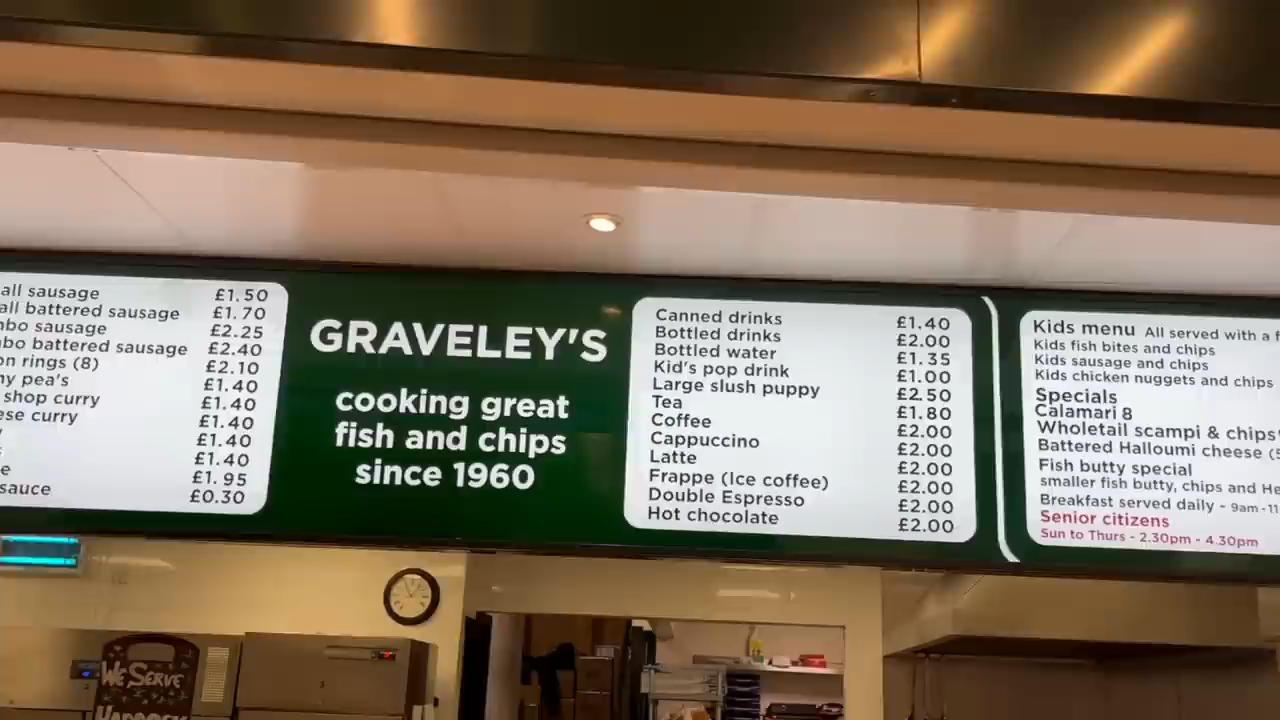 all sausage £1.50
all battered sausage £1.70
mbo sausage £2.25
mbo battered sausage £2.40
on rings (8) £2.10
hy pea's £1.40
shop curry £1.40
ese curry £1.40
£1.40
£1.40
e £1.95
sauce £0.30
GRAVELEY'S
cooking great
fish and chips
since 1960
Canned drinks £1.40
Bottled drinks £2.00
Bottled water £1.35
Kid's pop drink £1.00
Large slush puppy £2.50
Tea £1.80
Coffee £2.00
Cappuccino £2.00
Latte £2.00
Frappe (Ice coffee) £2.00
Double Espresso £2.00
Hot chocolate £2.00
Kids menu All served with a f
Kids fish bites and chips
Kids sausage and chips
Kids chicken nuggets and chips
Specials
Calamari 8
Wholetail scampi & chips
Battered Halloumi cheese (5
Fish butty special
smaller fish butty, chips and He
Breakfast served daily - 9am-11
Senior citizens
Sun to Thurs - 2.30pm - 4.30pm
WE SERVE